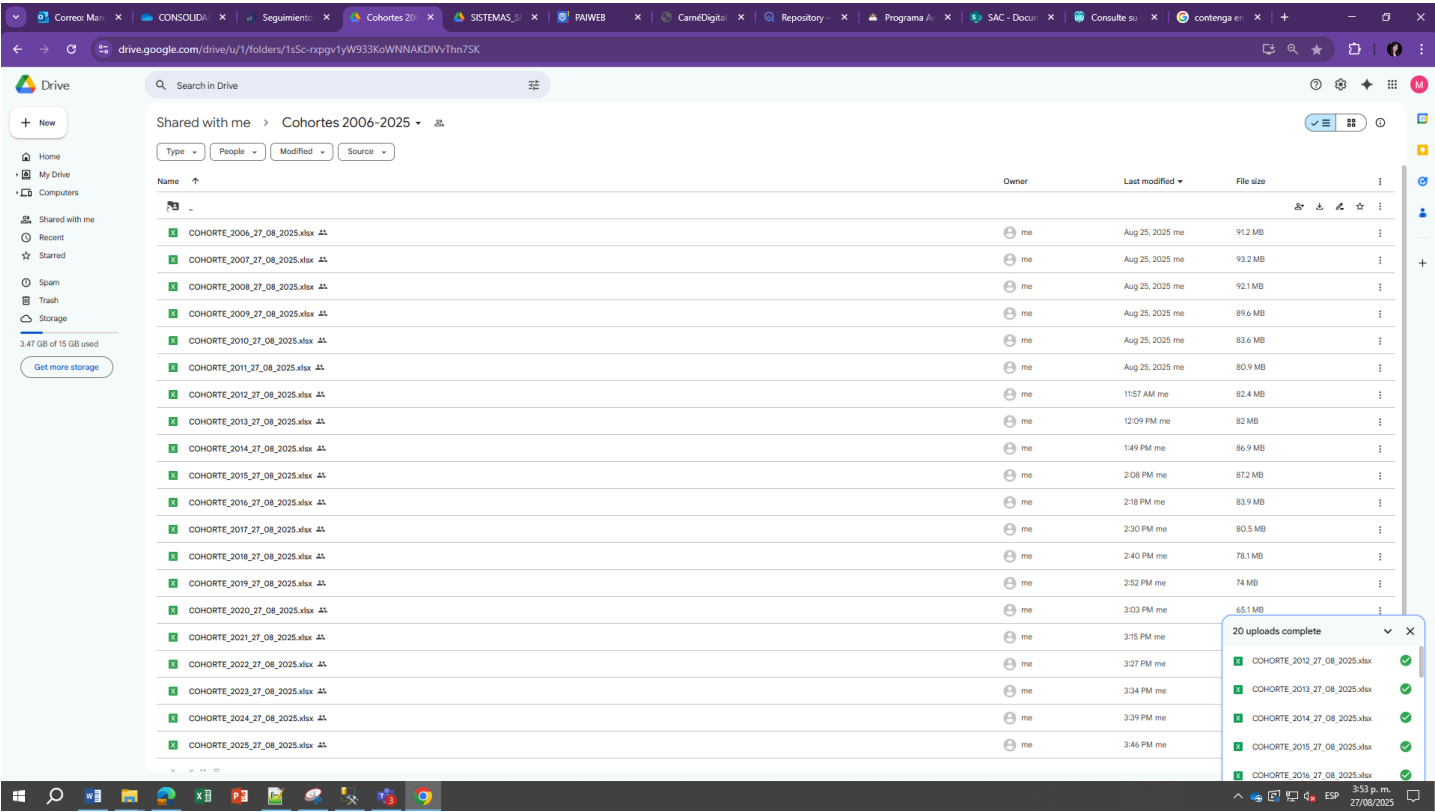 Correo: Marc CONSOLIDA Seguimiento Cohortes 20 SISTEMAS_S PAIWEB CarnéDigital Repository – Programa Ar SAC - Docun Consulte su contenga en
drive.google.com/drive/u/1/folders/1sSc-rxpgv1yW933KoWNNAKDIVvThn7SK
Drive
Search in Drive
M
New
Shared with me > Cohortes 2006-2025
Type People Modified Source
Home
My Drive
Computers
Shared with me
Recent
Starred
Spam
Trash
Storage
3.47 GB of 15 GB used
Get more storage
Name Owner Last modified File size
_
COHORTE_2006_27_08_2025.xlsx me Aug 25, 2025 me 91.2 MB
COHORTE_2007_27_08_2025.xlsx me Aug 25, 2025 me 93.2 MB
COHORTE_2008_27_08_2025.xlsx me Aug 25, 2025 me 92.1 MB
COHORTE_2009_27_08_2025.xlsx me Aug 25, 2025 me 89.6 MB
COHORTE_2010_27_08_2025.xlsx me Aug 25, 2025 me 83.6 MB
COHORTE_2011_27_08_2025.xlsx me Aug 25, 2025 me 80.9 MB
COHORTE_2012_27_08_2025.xlsx me 11:57 AM me 82.4 MB
COHORTE_2013_27_08_2025.xlsx me 12:09 PM me 82 MB
COHORTE_2014_27_08_2025.xlsx me 1:49 PM me 86.9 MB
COHORTE_2015_27_08_2025.xlsx me 2:08 PM me 87.2 MB
COHORTE_2016_27_08_2025.xlsx me 2:18 PM me 83.9 MB
COHORTE_2017_27_08_2025.xlsx me 2:30 PM me 80.5 MB
COHORTE_2018_27_08_2025.xlsx me 2:40 PM me 78.1 MB
COHORTE_2019_27_08_2025.xlsx me 2:52 PM me 74 MB
COHORTE_2020_27_08_2025.xlsx me 3:03 PM me 65.1 MB
COHORTE_2021_27_08_2025.xlsx me 3:15 PM me
COHORTE_2022_27_08_2025.xlsx me 3:27 PM me
COHORTE_2023_27_08_2025.xlsx me 3:34 PM me
COHORTE_2024_27_08_2025.xlsx me 3:39 PM me
COHORTE_2025_27_08_2025.xlsx me 3:46 PM me
20 uploads complete
COHORTE_2012_27_08_2025.xlsx
COHORTE_2013_27_08_2025.xlsx
COHORTE_2014_27_08_2025.xlsx
COHORTE_2015_27_08_2025.xlsx
COHORTE_2016_27_08_2025.xlsx
ESP
3:53 p. m.
27/08/2025